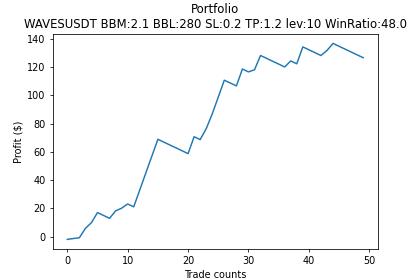 Portfolio
WAVESUSDT BBM:2.1 BBL:280 SL:0.2 TP:1.2 lev:10 WinRatio:48.0
140
120
100
80
60
40
20
0
Profit ($)
0 10 20 30 40 50
Trade counts